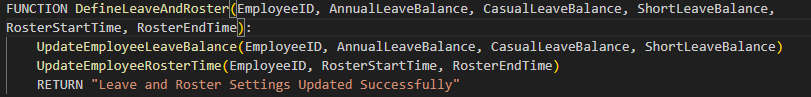 FUNCTION DefineLeaveAndRoster(EmployeeID, AnnualLeaveBalance, CasualLeaveBalance, ShortLeaveBalance,
RosterStartTime, RosterEndTime):
    UpdateEmployeeLeaveBalance(EmployeeID, AnnualLeaveBalance, CasualLeaveBalance, ShortLeaveBalance)
    UpdateEmployeeRosterTime(EmployeeID, RosterStartTime, RosterEndTime)
    RETURN "Leave and Roster Settings Updated Successfully"